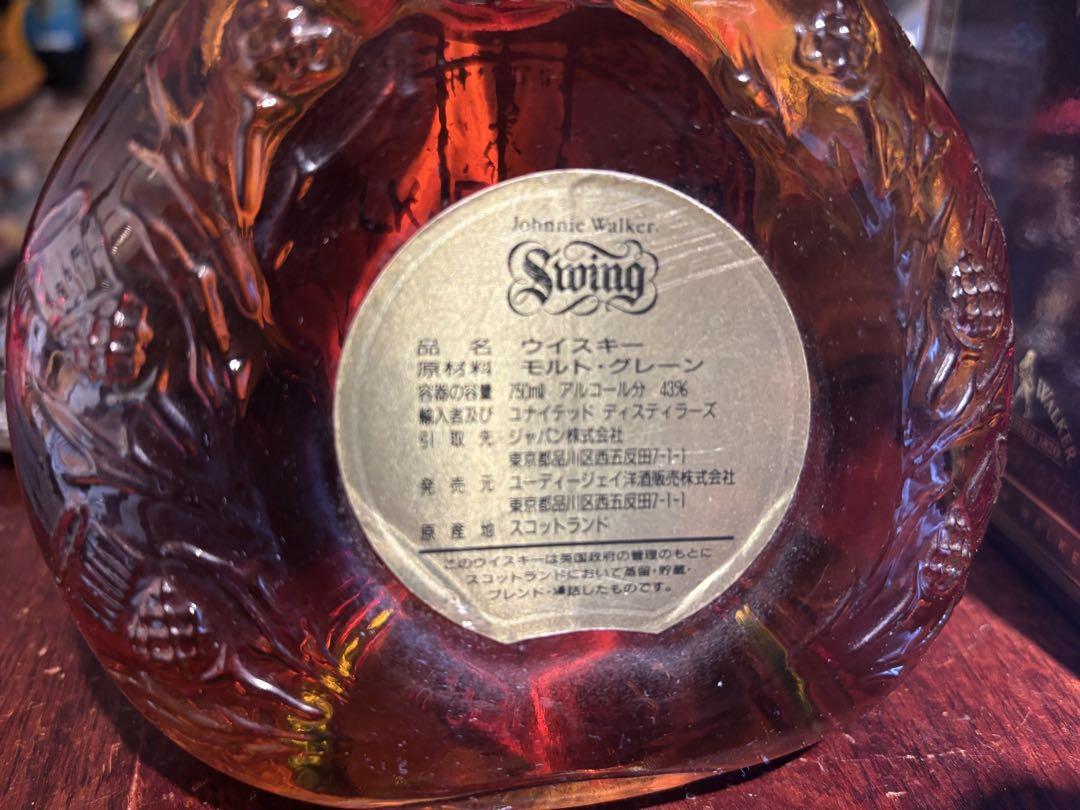 Johnnie Walker.
Swing
品名 ウイスキー
原材料 モルト・グレーン
容器の容量 750ml アルコール分 43%
輸入者及び ユナイテッド ディスティラーズ
引取先 ジャパン株式会社
東京都品川区西五反田7-1-1
発売元 ユーディージェイ洋酒販売株式会社
東京都品川区西五反田7-1-1
原産地 スコットランド
このウイスキーは英国政府の管理のもとに
スコットランドにおいて蒸留・貯蔵・
ブレンド・壜詰したものです。
WALKER